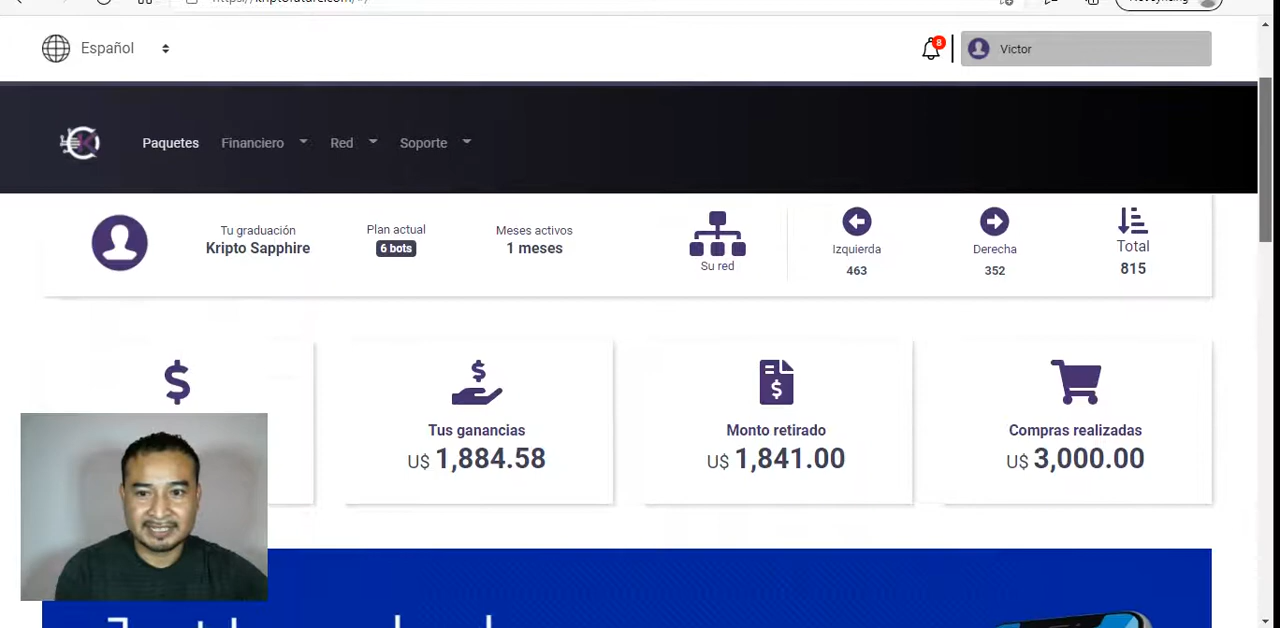 Español
8
Victor
Paquetes
Financiero
Red
Soporte
Tu graduación
Kripto Sapphire
Plan actual
6 bots
Meses activos
1 meses
Su red
Izquierda
463
Derecha
352
Total
815
Tus ganancias
U$ 1,884.58
Monto retirado
U$ 1,841.00
Compras realizadas
U$ 3,000.00